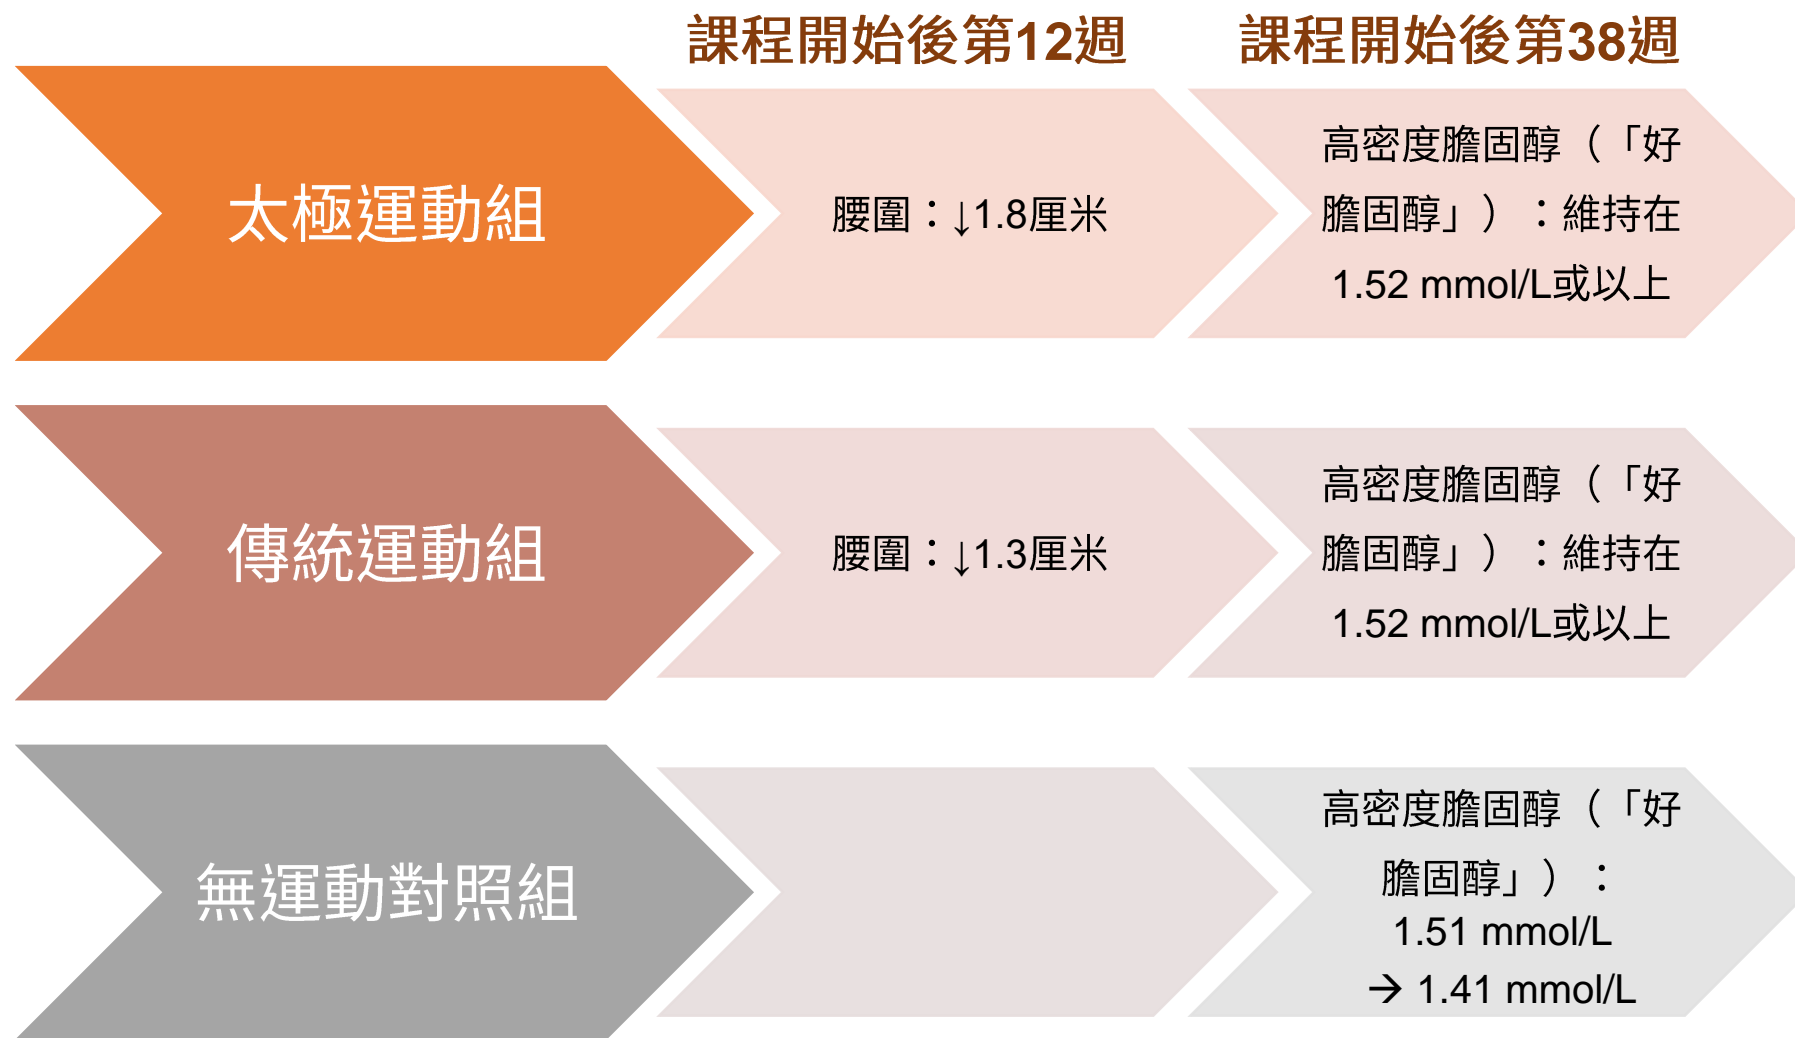 課程開始後第12週
課程開始後第38週
太極運動組
腰圍：↓1.8厘米
高密度膽固醇（「好
膽固醇」）：維持在
1.52 mmol/L或以上
傳統運動組
腰圍：↓1.3厘米
高密度膽固醇（「好
膽固醇」）：維持在
1.52 mmol/L或以上
無運動對照組
高密度膽固醇（「好
膽固醇」）：
1.51 mmol/L
→ 1.41 mmol/L